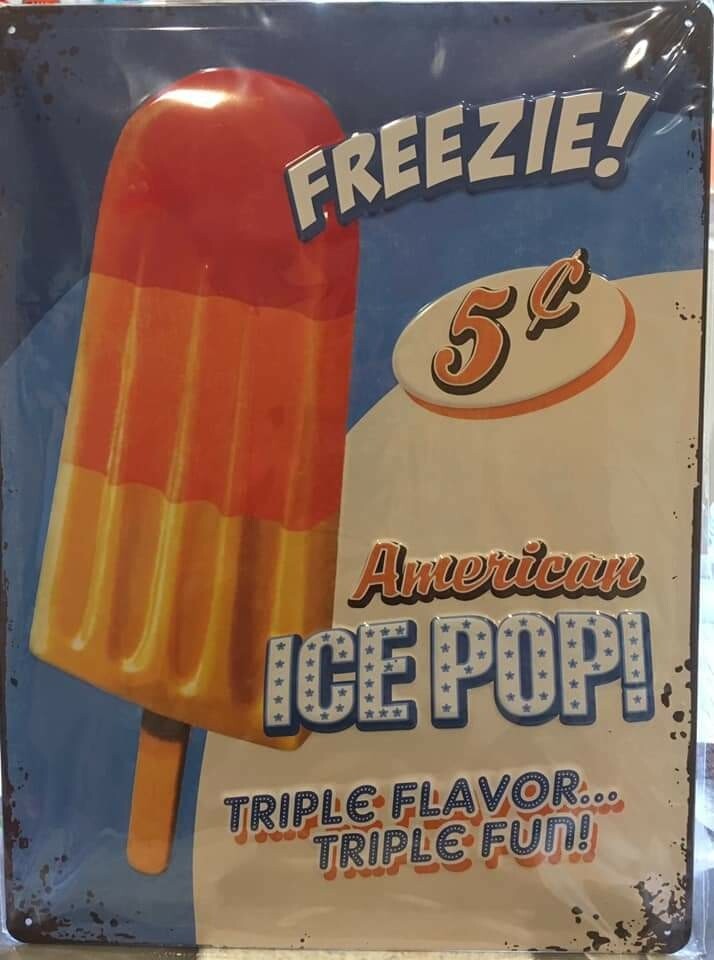 FREEZIE!
5¢
American
ICE POP!
TRIPLE FLAVOR...
TRIPLE FUN!